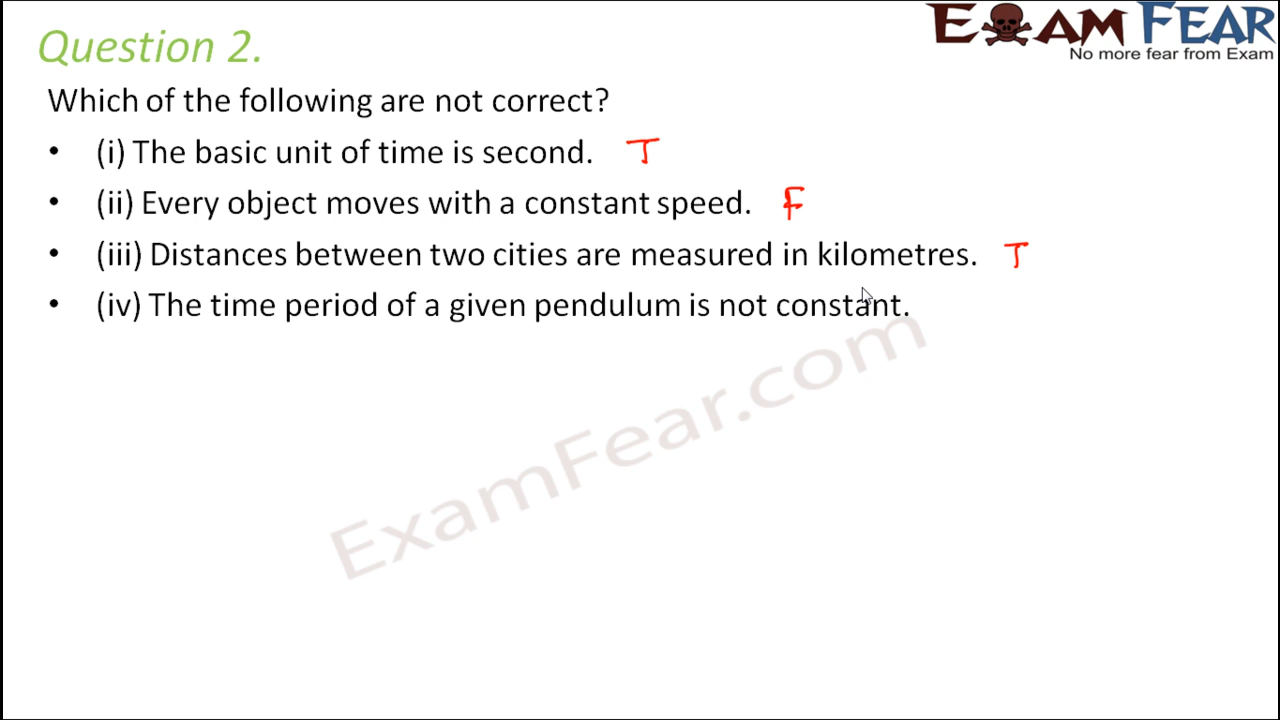 EXAM FEAR
No more fear from Exam
Question 2.
Which of the following are not correct?
• (i) The basic unit of time is second. T
• (ii) Every object moves with a constant speed. F
• (iii) Distances between two cities are measured in kilometres. T
• (iv) The time period of a given pendulum is not constant.
ExamFear.com